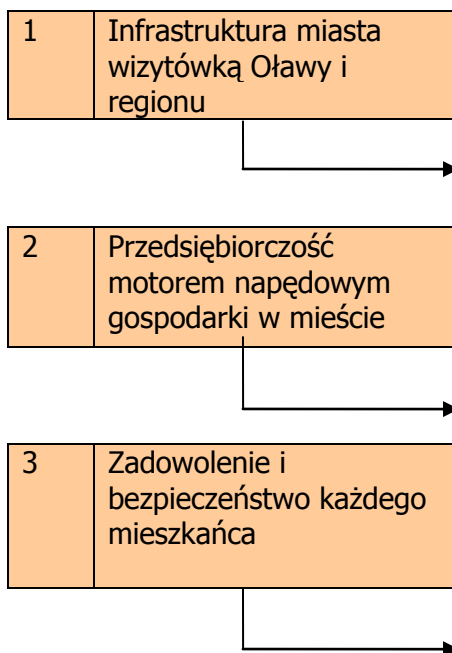 1 Infrastruktura miasta
wizytówką Oławy i
regionu
2 Przedsiębiorczość
motorem napędowym
gospodarki w mieście
3 Zadowolenie i
bezpieczeństwo każdego
mieszkańca